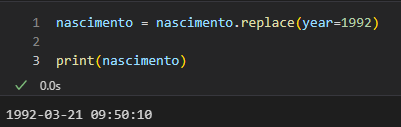 1 nascimento = nascimento.replace(year=1992)
2
3 print(nascimento)
0.0s
1992-03-21 09:50:10